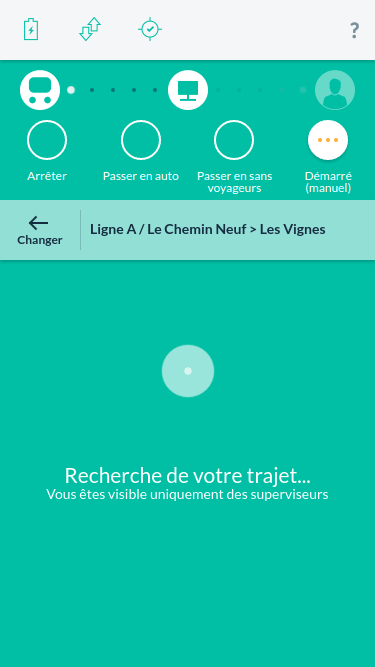 ?
Arrêter
Passer en auto
Passer en sans
voyageurs
Démarré
(manuel)
Changer
Ligne A / Le Chemin Neuf > Les Vignes
Recherche de votre trajet...
Vous êtes visible uniquement des superviseurs